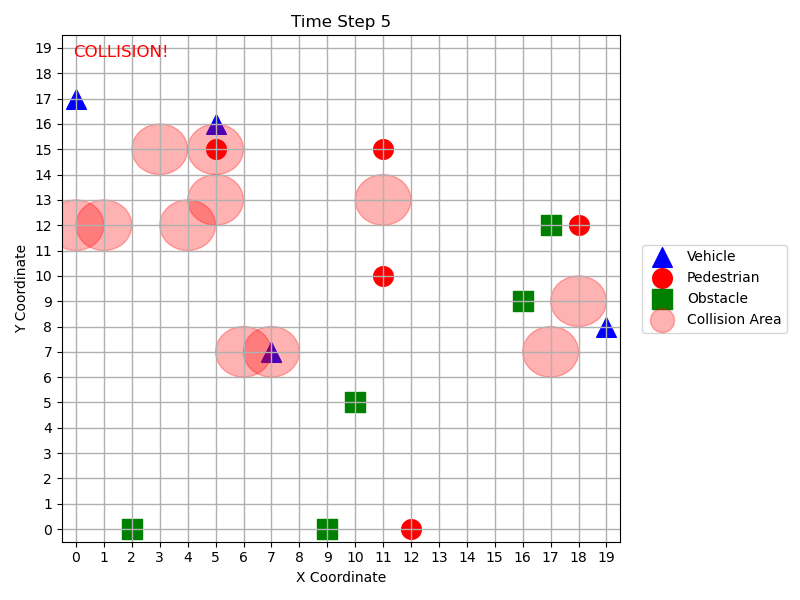 Time Step 5
COLLISION!
19
18
17
16
15
14
13
12
11
10
9
8
7
6
5
4
3
2
1
0
Y Coordinate
0 1 2 3 4 5 6 7 8 9 10 11 12 13 14 15 16 17 18 19
X Coordinate
Vehicle
Pedestrian
Obstacle
Collision Area